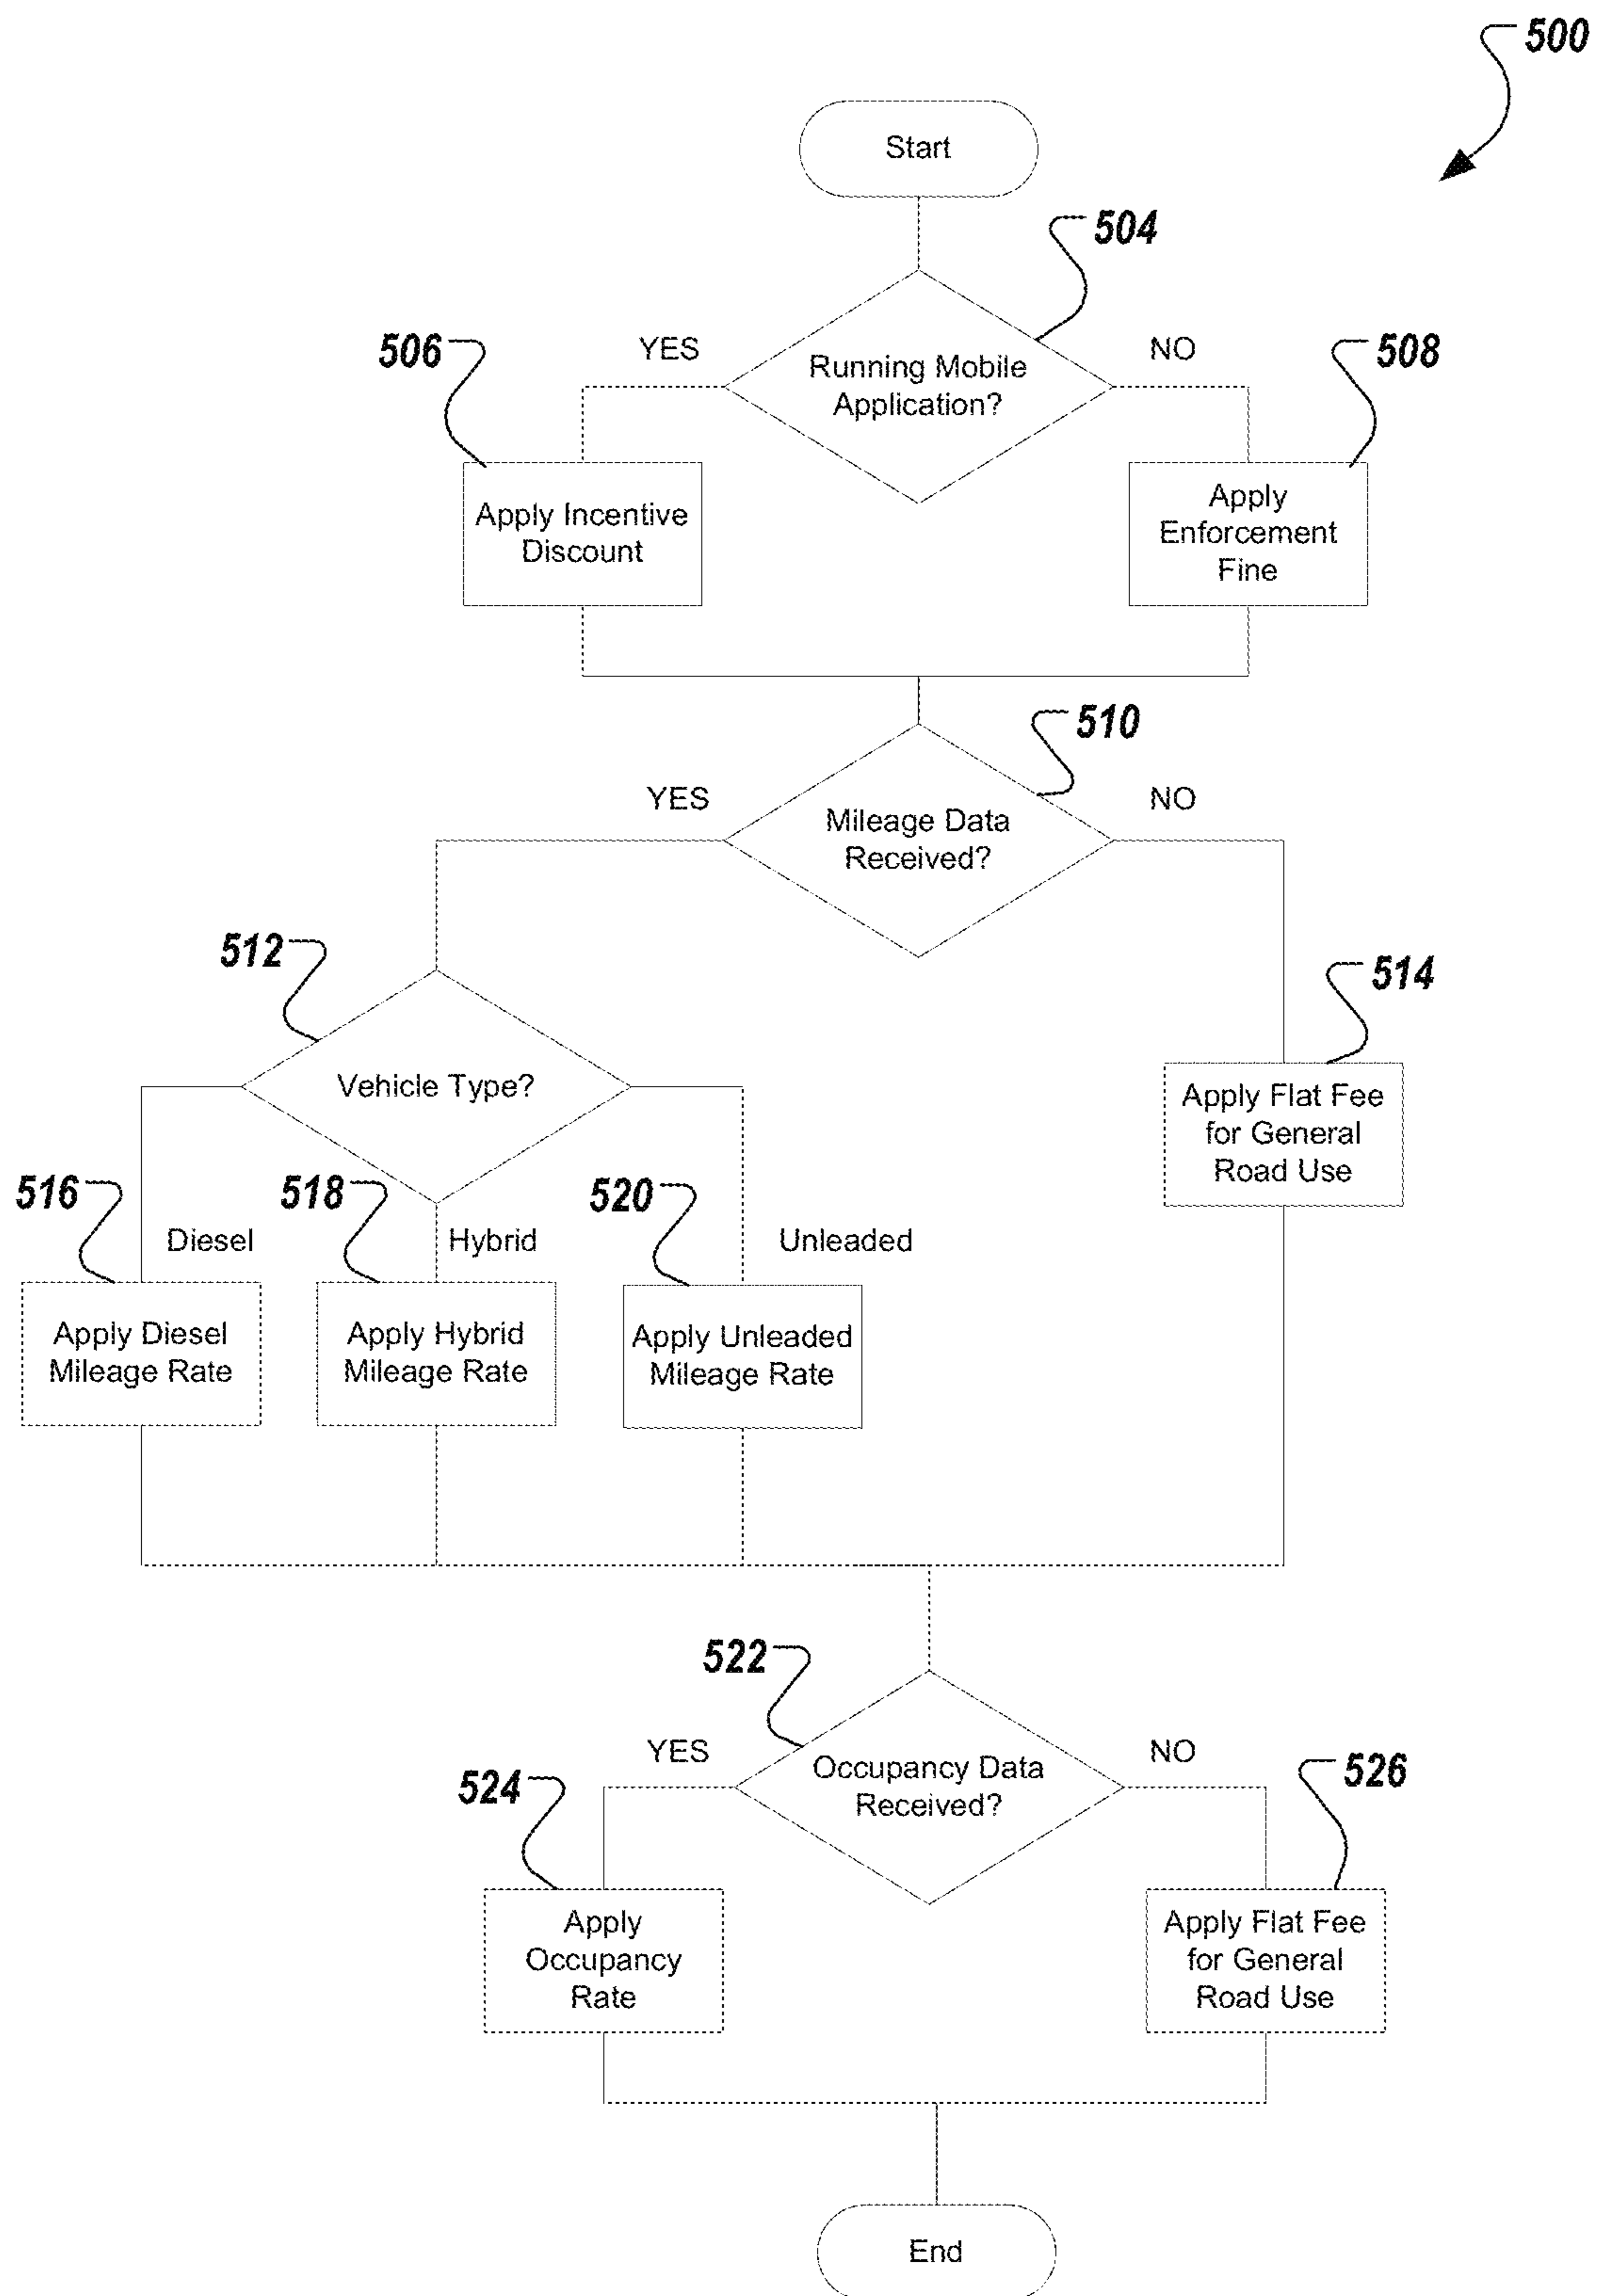 500
Start
504
506
YES
NO
508
Running Mobile
Application?
Apply Incentive
Discount
Apply
Enforcement
Fine
510
YES
NO
Mileage Data
Received?
512
514
Vehicle Type?
Apply Flat Fee
for General
Road Use
516
518
520
Diesel
Hybrid
Unleaded
Apply Diesel
Mileage Rate
Apply Hybrid
Mileage Rate
Apply Unleaded
Mileage Rate
522
YES
NO
524
526
Occupancy Data
Received?
Apply
Occupancy
Rate
Apply Flat Fee
for General
Road Use
End